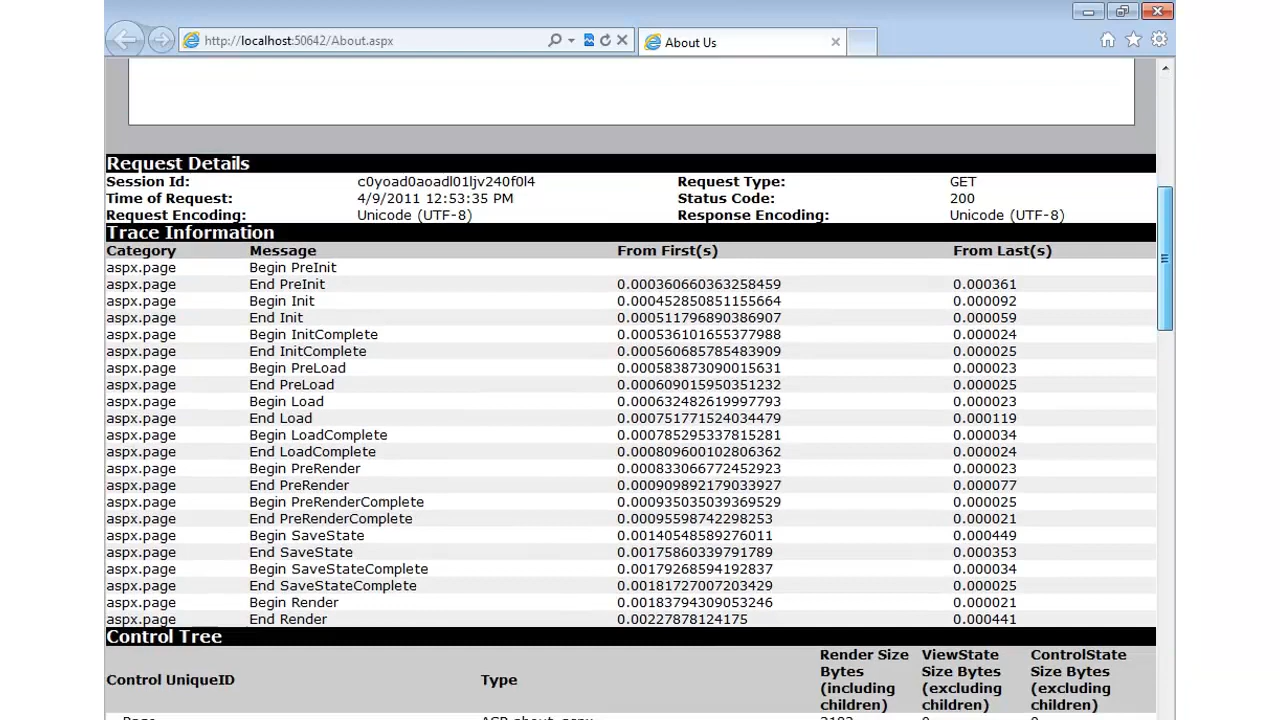 http://localhost:50642/About.aspx
About Us
Request Details
Session Id: c0yoad0aoadl01ljv240f0l4 Request Type: GET
Time of Request: 4/9/2011 12:53:35 PM Status Code: 200
Request Encoding: Unicode (UTF-8) Response Encoding: Unicode (UTF-8)
Trace Information
Category Message From First(s) From Last(s)
aspx.page Begin PreInit
aspx.page End PreInit 0.000360660363258459 0.000361
aspx.page Begin Init 0.000452850851155664 0.000092
aspx.page End Init 0.000511796890386907 0.000059
aspx.page Begin InitComplete 0.000536101655377988 0.000024
aspx.page End InitComplete 0.000560685785483909 0.000025
aspx.page Begin PreLoad 0.000583873090015631 0.000023
aspx.page End PreLoad 0.000609015950351232 0.000025
aspx.page Begin Load 0.000632482619997793 0.000023
aspx.page End Load 0.000751771524034479 0.000119
aspx.page Begin LoadComplete 0.000785295337815281 0.000034
aspx.page End LoadComplete 0.000809600102806362 0.000024
aspx.page Begin PreRender 0.000833066772452923 0.000023
aspx.page End PreRender 0.000909892179033927 0.000077
aspx.page Begin PreRenderComplete 0.000935035039369529 0.000025
aspx.page End PreRenderComplete 0.00095598742298253 0.000021
aspx.page Begin SaveState 0.00140548589276011 0.000449
aspx.page End SaveState 0.00175860339791789 0.000353
aspx.page Begin SaveStateComplete 0.00179268594192837 0.000034
aspx.page End SaveStateComplete 0.00181727007203429 0.000025
aspx.page Begin Render 0.00183794309053246 0.000021
aspx.page End Render 0.00227878124175 0.000441
Control Tree
Control UniqueID Type Render Size Bytes (including children) ViewState Size Bytes (excluding children) ControlState Size Bytes (excluding children)